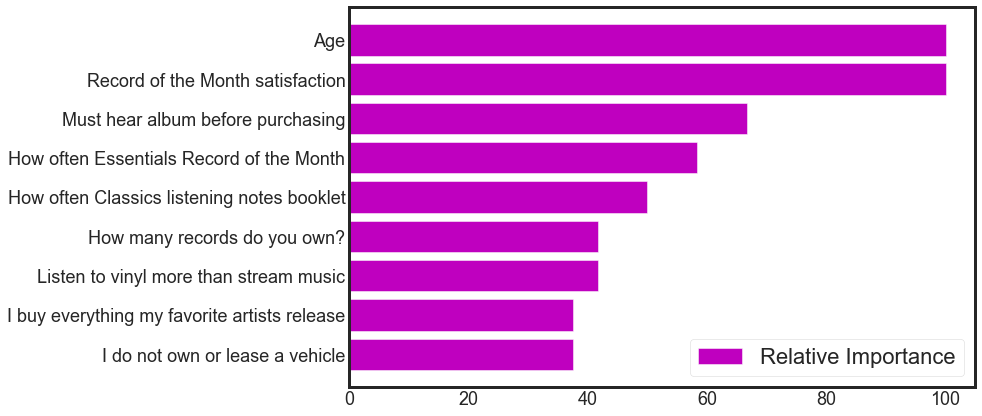 Age
Record of the Month satisfaction
Must hear album before purchasing
How often Essentials Record of the Month
How often Classics listening notes booklet
How many records do you own?
Listen to vinyl more than stream music
I buy everything my favorite artists release
I do not own or lease a vehicle
Relative Importance
0 20 40 60 80 100